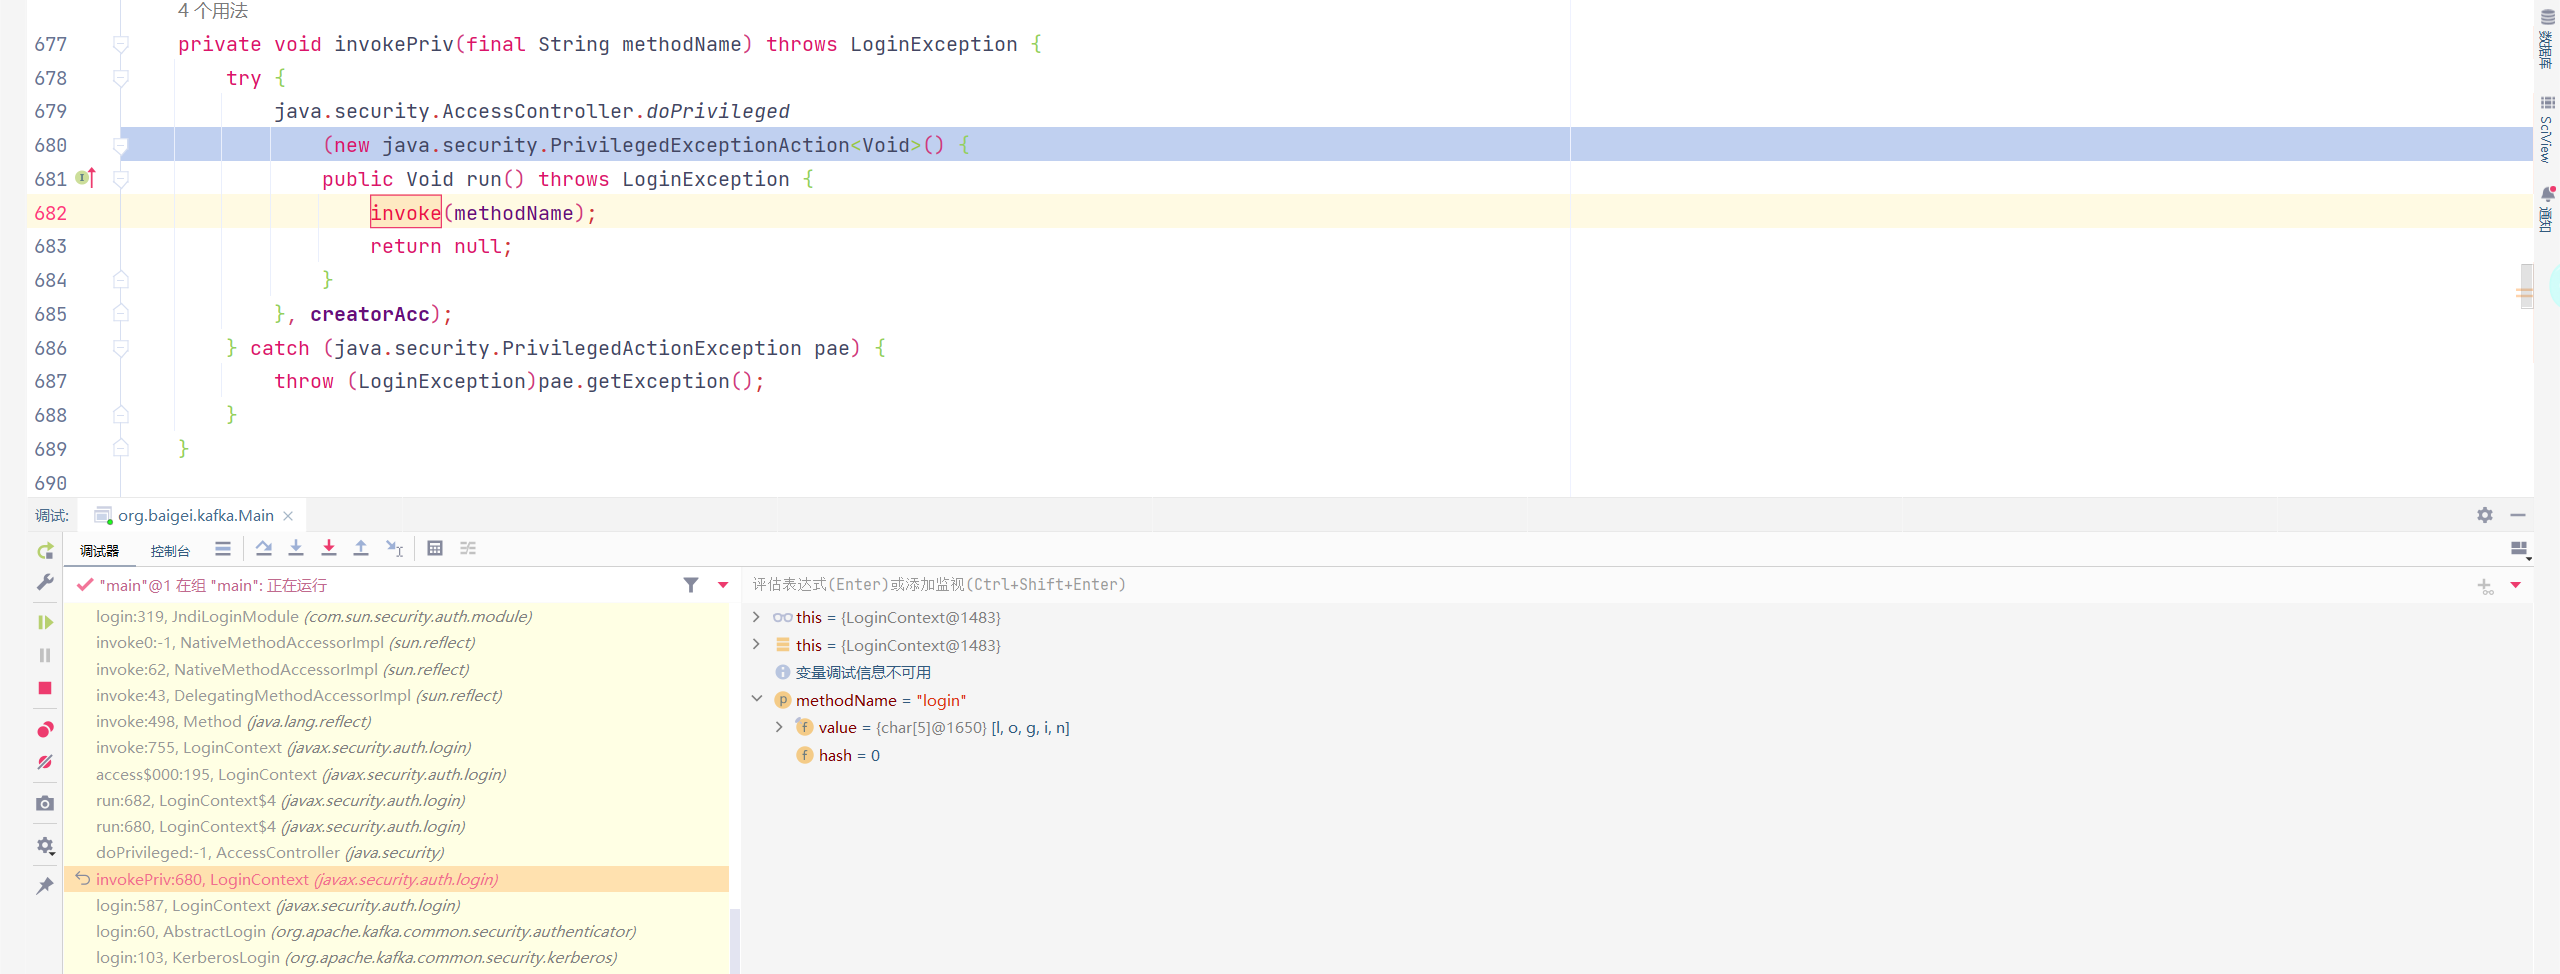 4 个用法
677 private void invokePriv(final String methodName) throws LoginException {
678 try {
679 java.security.AccessController.doPrivileged
680 (new java.security.PrivilegedExceptionAction<Void>() {
681 public Void run() throws LoginException {
682 invoke(methodName);
683 return null;
684 }
685 }, creatorAcc);
686 } catch (java.security.PrivilegedActionException pae) {
687 throw (LoginException)pae.getException();
688 }
689 }
690
数据库
SciView
通知
调试: org.baigei.kafka.Main
调试器 控制台
"main"@1 在组 "main": 正在运行
login:319, JndiLoginModule (com.sun.security.auth.module)
invoke0:-1, NativeMethodAccessorImpl (sun.reflect)
invoke:62, NativeMethodAccessorImpl (sun.reflect)
invoke:43, DelegatingMethodAccessorImpl (sun.reflect)
invoke:498, Method (java.lang.reflect)
invoke:755, LoginContext (javax.security.auth.login)
access$000:195, LoginContext (javax.security.auth.login)
run:682, LoginContext$4 (javax.security.auth.login)
run:680, LoginContext$4 (javax.security.auth.login)
doPrivileged:-1, AccessController (java.security)
invokePriv:680, LoginContext (javax.security.auth.login)
login:587, LoginContext (javax.security.auth.login)
login:60, AbstractLogin (org.apache.kafka.common.security.authenticator)
login:103, KerberosLogin (org.apache.kafka.common.security.kerberos)
评估表达式(Enter)或添加监视(Ctrl+Shift+Enter)
this = {LoginContext@1483}
this = {LoginContext@1483}
变量调试信息不可用
methodName = "login"
value = {char[5]@1650} [l, o, g, i, n]
hash = 0